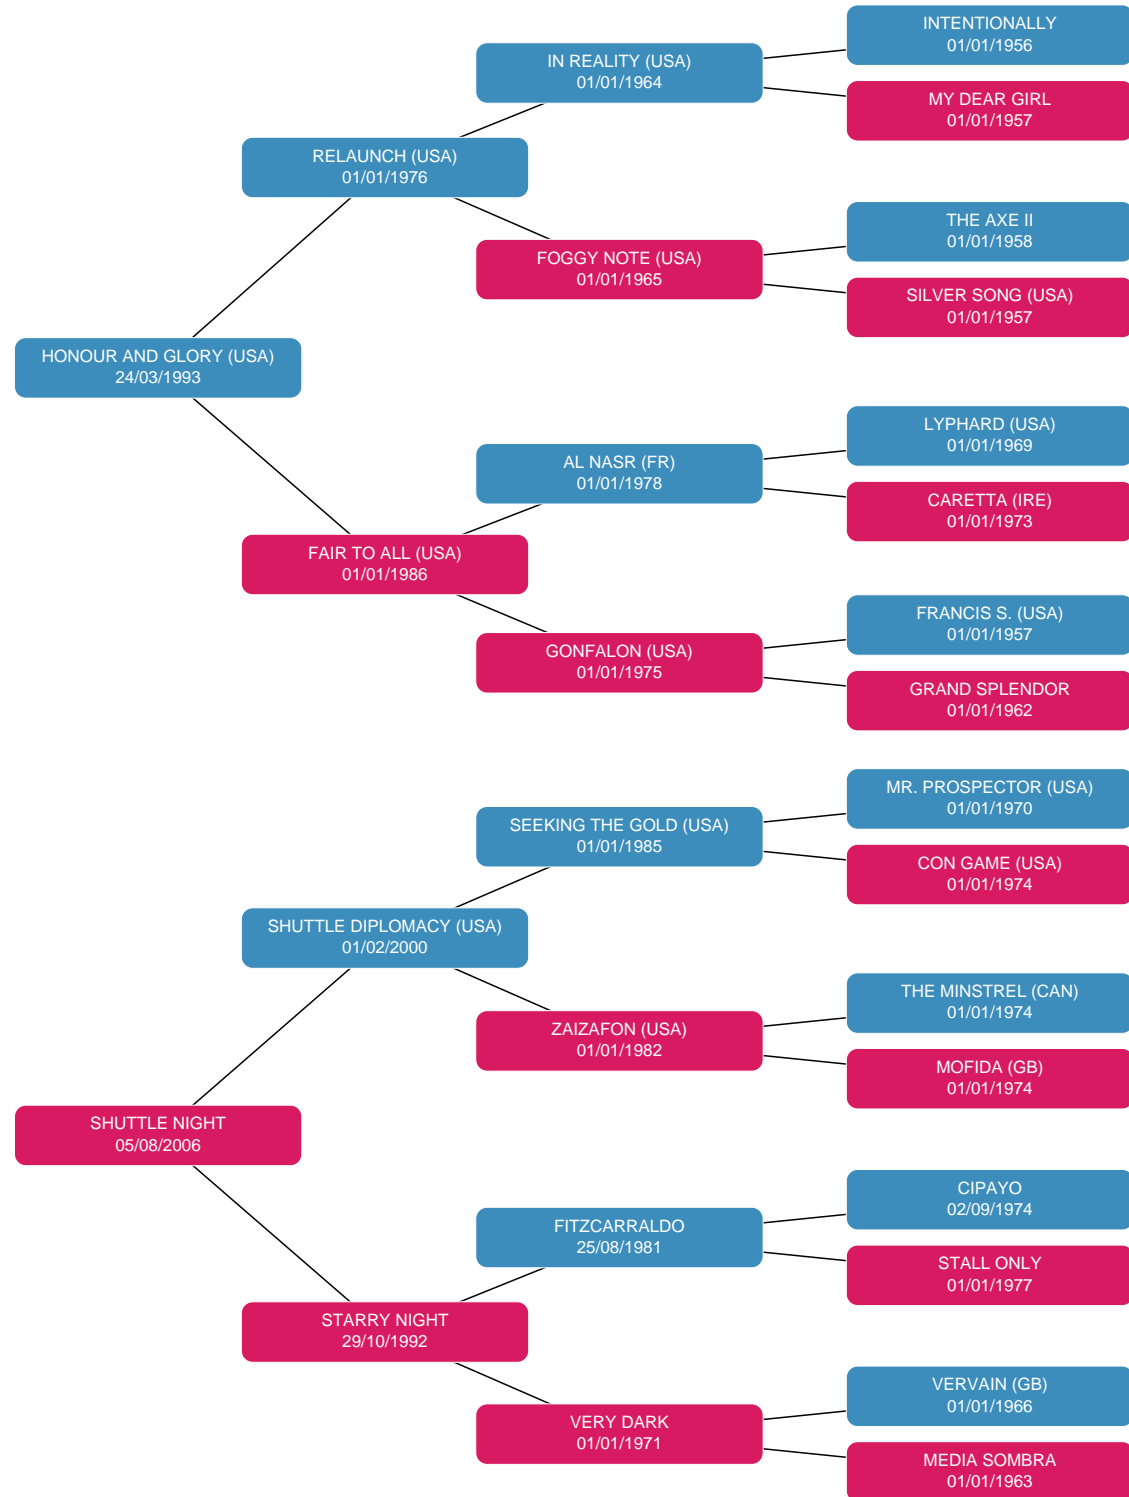 INTENTIONALLY
01/01/1956
IN REALITY (USA)
01/01/1964
MY DEAR GIRL
01/01/1957
RELAUNCH (USA)
01/01/1976
THE AXE II
01/01/1958
FOGGY NOTE (USA)
01/01/1965
SILVER SONG (USA)
01/01/1957
HONOUR AND GLORY (USA)
24/03/1993
LYPHARD (USA)
01/01/1969
AL NASR (FR)
01/01/1978
CARETTA (IRE)
01/01/1973
FAIR TO ALL (USA)
01/01/1986
FRANCIS S. (USA)
01/01/1957
GONFALON (USA)
01/01/1975
GRAND SPLENDOR
01/01/1962
MR. PROSPECTOR (USA)
01/01/1970
SEEKING THE GOLD (USA)
01/01/1985
CON GAME (USA)
01/01/1974
SHUTTLE DIPLOMACY (USA)
01/02/2000
THE MINSTREL (CAN)
01/01/1974
ZAIZAFON (USA)
01/01/1982
MOFIDA (GB)
01/01/1974
SHUTTLE NIGHT
05/08/2006
CIPAYO
02/09/1974
FITZCARRALDO
25/08/1981
STALL ONLY
01/01/1977
STARRY NIGHT
29/10/1992
VERVAIN (GB)
01/01/1966
VERY DARK
01/01/1971
MEDIA SOMBRA
01/01/1963